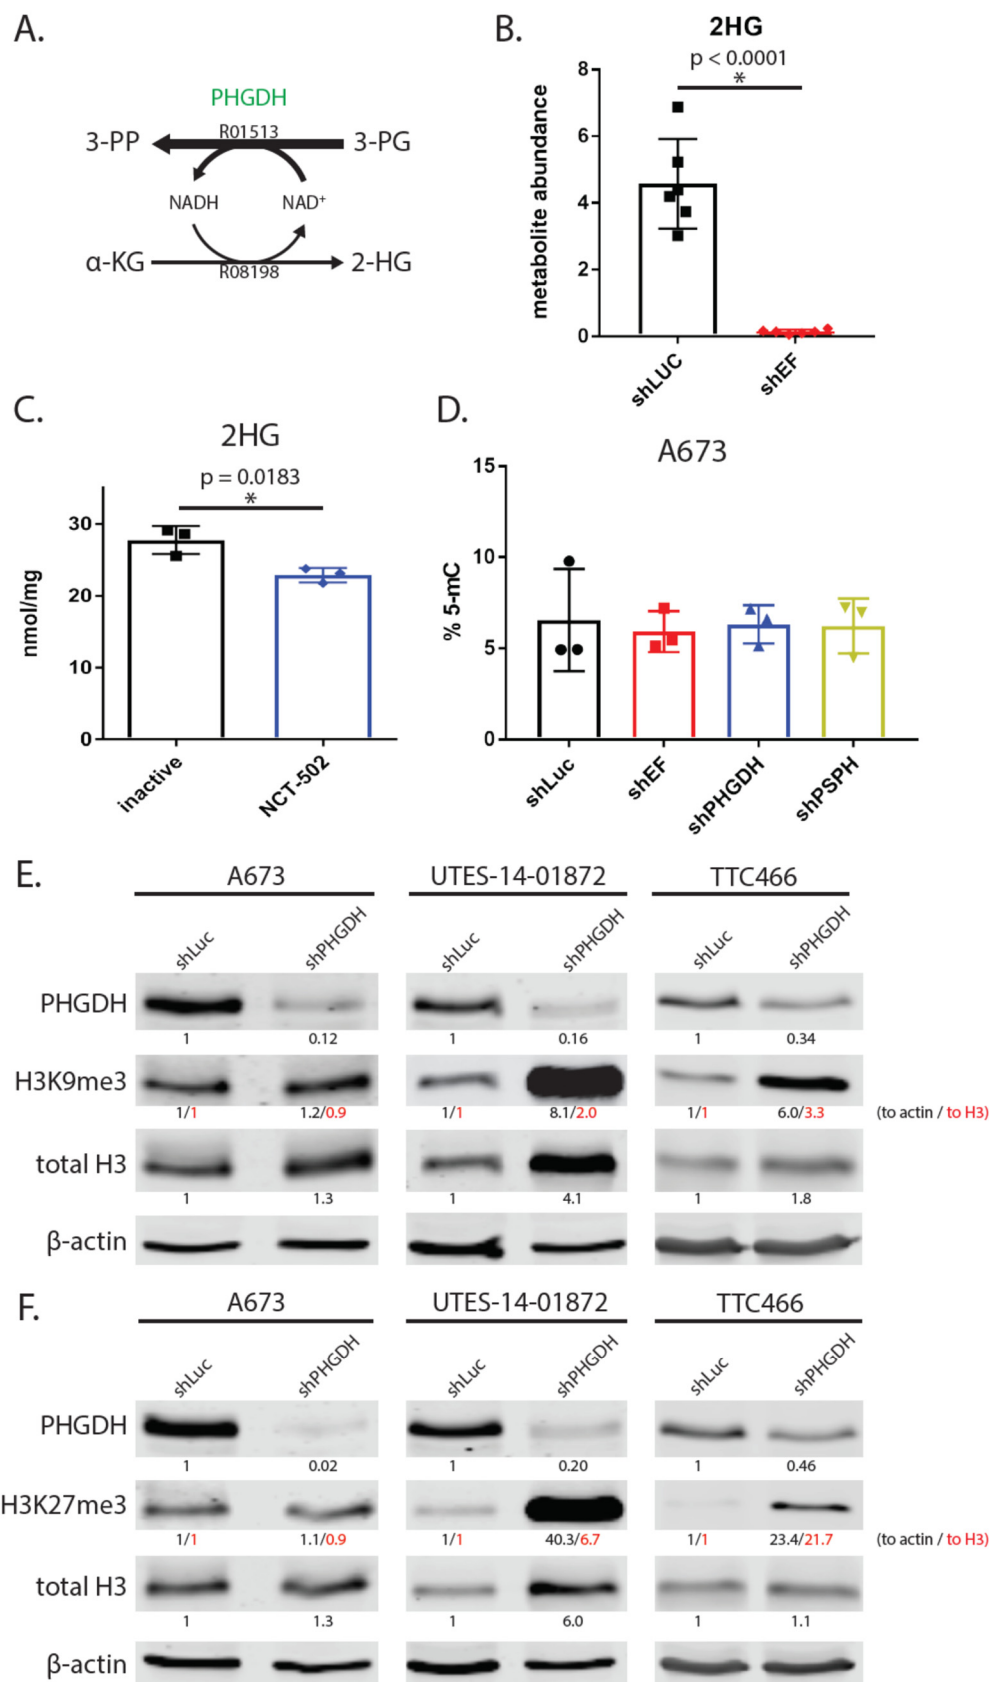 A.
PHGDH
R01513
3-PP
3-PG
NADH
NAD+
α-KG
2-HG
R08198
B.
2HG
p < 0.0001
*
metabolite abundance
8
6
4
2
0
shLUC
shEF
C.
2HG
p = 0.0183
*
nmol/mg
30
20
10
0
inactive
NCT-502
D.
A673
% 5-mC
15
10
5
0
shLuc
shEF
shPHGDH
shPSPH
E.
A673
UTES-14-01872
TTC466
shLuc
shPHGDH
shLuc
shPHGDH
shLuc
shPHGDH
PHGDH
1 0.12 1 0.16 1 0.34
H3K9me3
1/1 1.2/0.9 1/1 8.1/2.0 1/1 6.0/3.3 (to actin / to H3)
total H3
1 1.3 1 4.1 1 1.8
β-actin
F.
A673
UTES-14-01872
TTC466
shLuc
shPHGDH
shLuc
shPHGDH
shLuc
shPHGDH
PHGDH
1 0.02 1 0.20 1 0.46
H3K27me3
1/1 1.1/0.9 1/1 40.3/6.7 1/1 23.4/21.7 (to actin / to H3)
total H3
1 1.3 1 6.0 1 1.1
β-actin